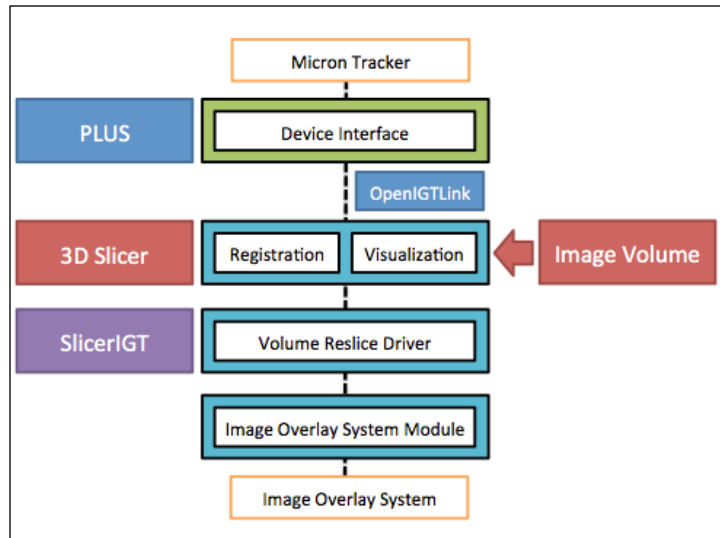 Micron Tracker
PLUS
Device Interface
OpenIGTLink
3D Slicer
Registration
Visualization
Image Volume
SlicerIGT
Volume Reslice Driver
Image Overlay System Module
Image Overlay System